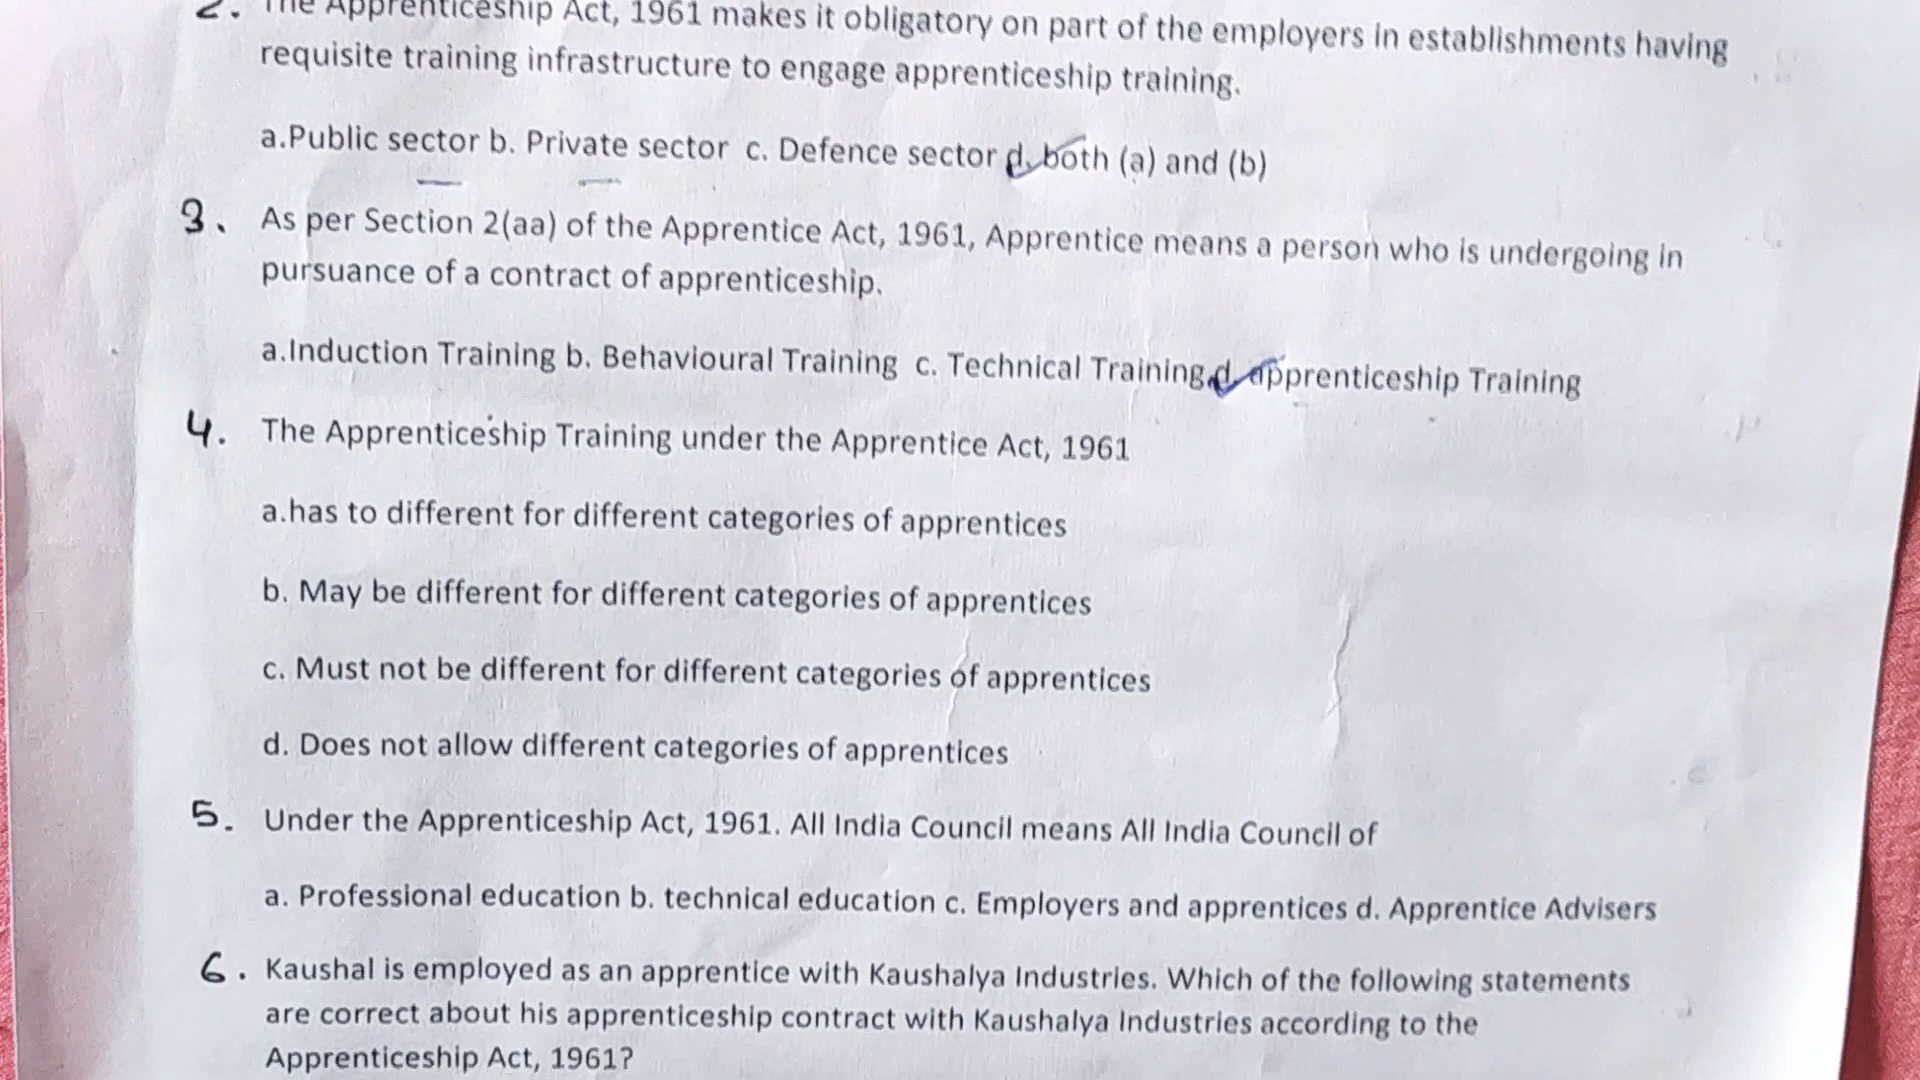 2. The Apprenticeship Act, 1961 makes it obligatory on part of the employers in establishments having
requisite training infrastructure to engage apprenticeship training.
a.Public sector b. Private sector c. Defence sector d. both (a) and (b)
3. As per Section 2(aa) of the Apprentice Act, 1961, Apprentice means a person who is undergoing in
pursuance of a contract of apprenticeship.
a.Induction Training b. Behavioural Training c. Technical Training d. apprenticeship Training
4. The Apprenticeship Training under the Apprentice Act, 1961
a.has to different for different categories of apprentices
b. May be different for different categories of apprentices
c. Must not be different for different categories of apprentices
d. Does not allow different categories of apprentices
5. Under the Apprenticeship Act, 1961. All India Council means All India Council of
a. Professional education b. technical education c. Employers and apprentices d. Apprentice Advisers
6. Kaushal is employed as an apprentice with Kaushalya Industries. Which of the following statements
are correct about his apprenticeship contract with Kaushalya Industries according to the
Apprenticeship Act, 1961?